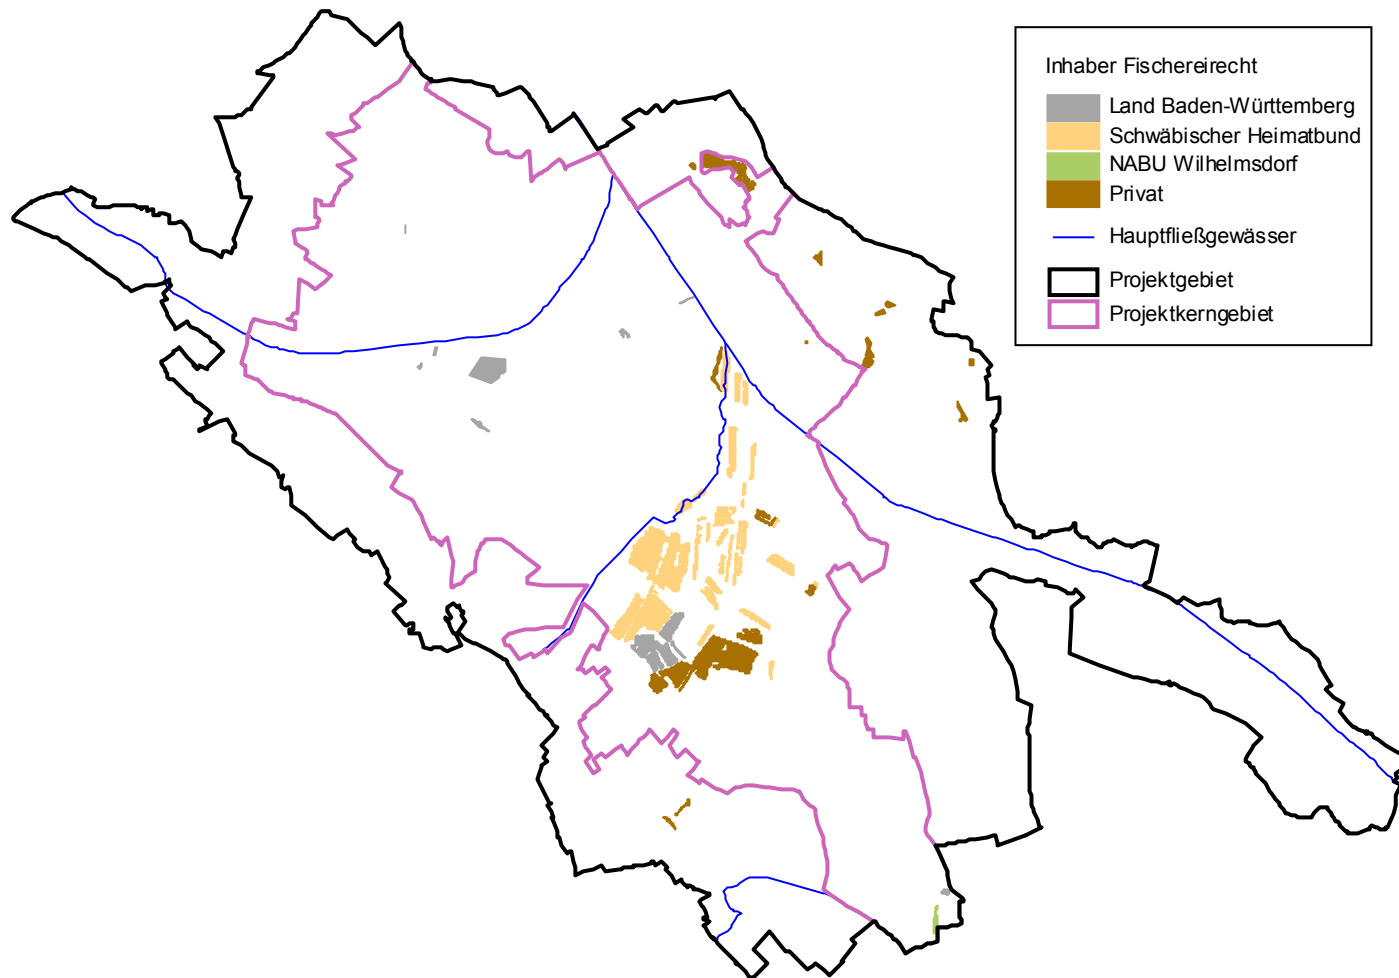 Inhaber Fischereirecht
Land Baden-Württemberg
Schwäbischer Heimatbund
NABU Wilhelmsdorf
Privat
Hauptfließgewässer
Projektgebiet
Projektkerngebiet